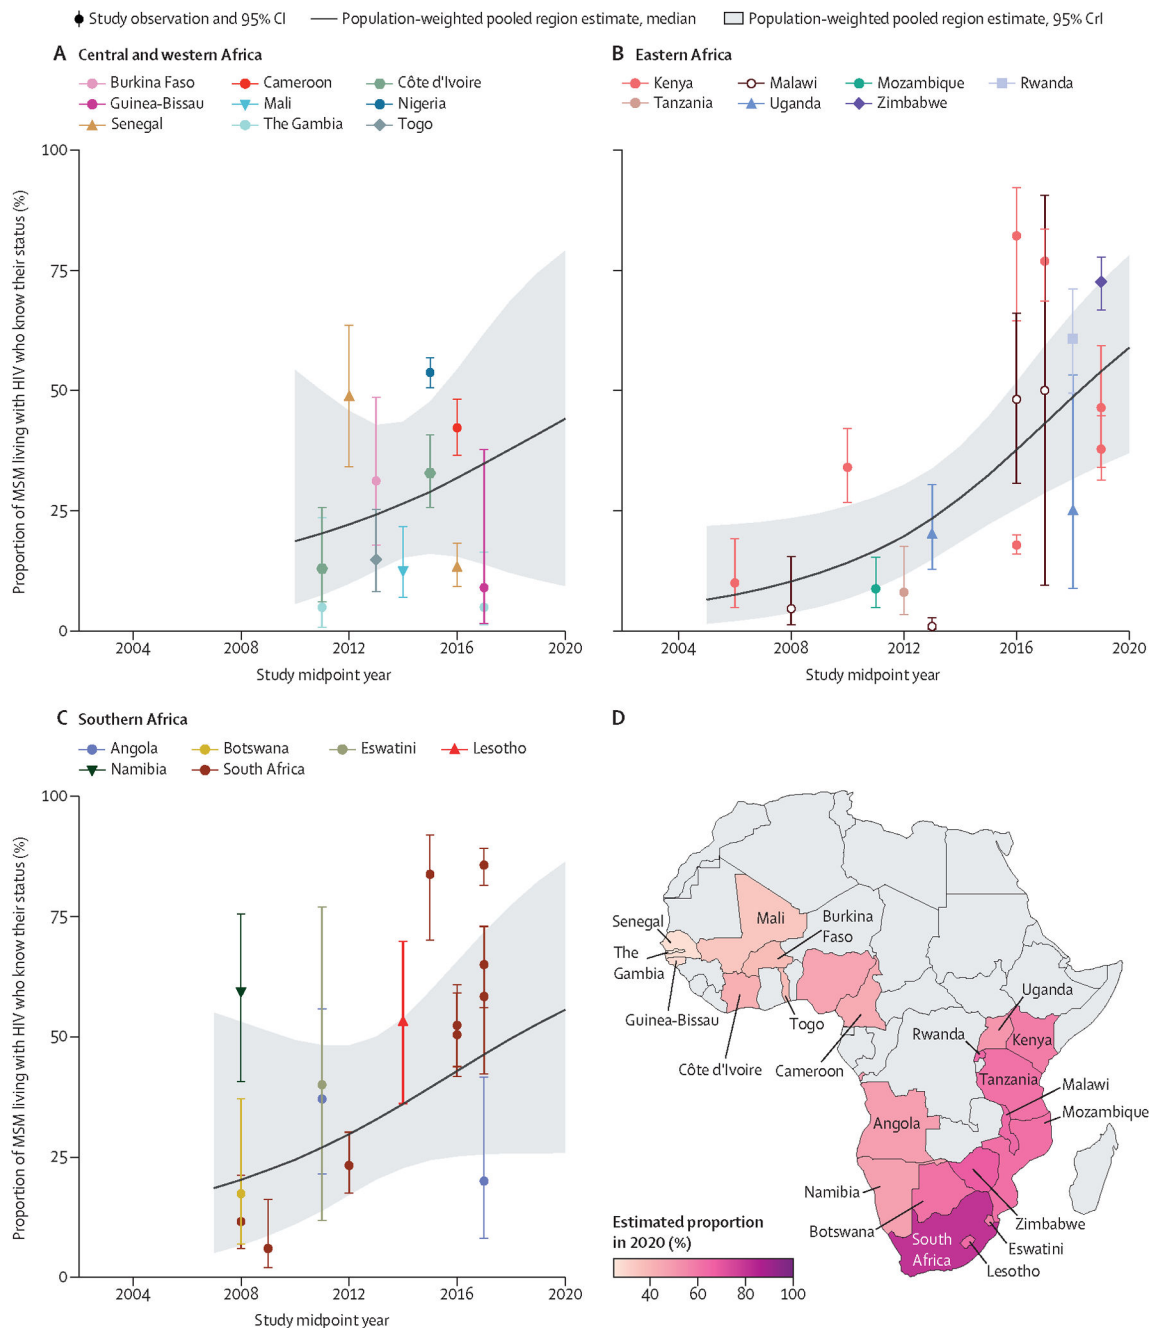 Study observation and 95% CI
Population-weighted pooled region estimate, median
Population-weighted pooled region estimate, 95% CrI
A Central and western Africa
Burkina Faso
Cameroon
Côte d'Ivoire
Guinea-Bissau
Mali
Nigeria
Senegal
The Gambia
Togo
Proportion of MSM living with HIV who know their status (%)
100
75
50
25
0
2004
2008
2012
2016
2020
Study midpoint year
B Eastern Africa
Kenya
Malawi
Mozambique
Rwanda
Tanzania
Uganda
Zimbabwe
2004
2008
2012
2016
2020
Study midpoint year
C Southern Africa
Angola
Botswana
Eswatini
Lesotho
Namibia
South Africa
Proportion of MSM living with HIV who know their status (%)
100
75
50
25
0
2004
2008
2012
2016
2020
Study midpoint year
D
Senegal
Mali
Burkina
Faso
The
Gambia
Guinea-Bissau
Togo
Côte d'Ivoire
Cameroon
Uganda
Rwanda
Kenya
Tanzania
Malawi
Mozambique
Angola
Namibia
Botswana
Zimbabwe
Eswatini
South
Africa
Lesotho
Estimated proportion
in 2020 (%)
40
60
80
100